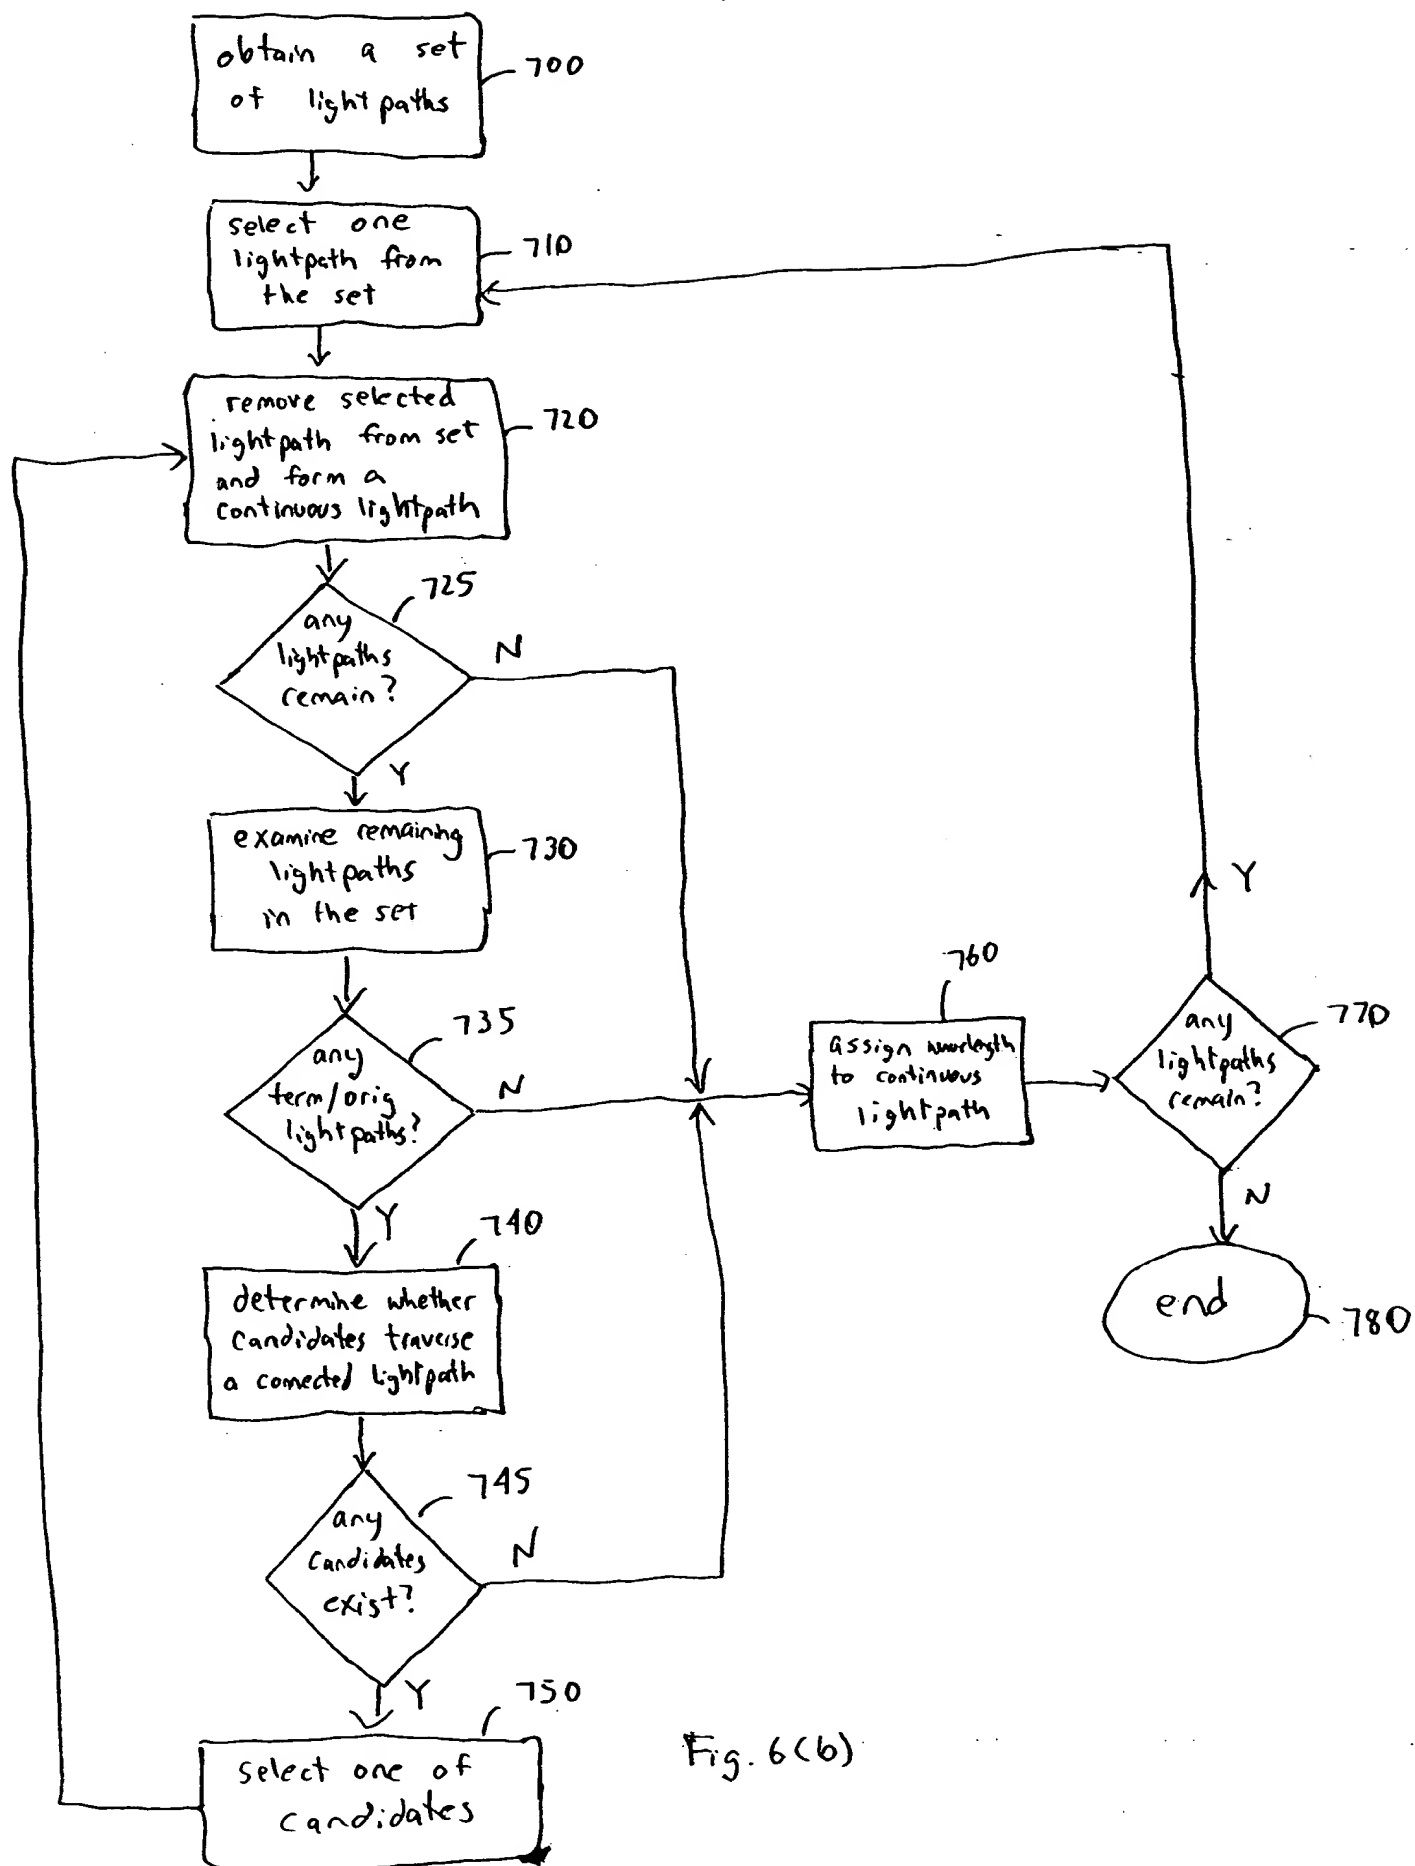 obtain a set
of lightpaths
700
select one
lightpath from
the set
710
remove selected
lightpath from set
and form a
continuous lightpath
720
725
any
lightpaths
remain?
N
Y
examine remaining
lightpaths
in the set
730
735
any
term/orig
lightpaths?
N
Y
740
determine whether
candidates traverse
a connected lightpath
745
any
candidates
exist?
N
Y
750
select one of
candidates
760
assign wavelength
to continuous
lightpath
770
any
lightpaths
remain?
Y
N
end
780
Fig. 6(b)